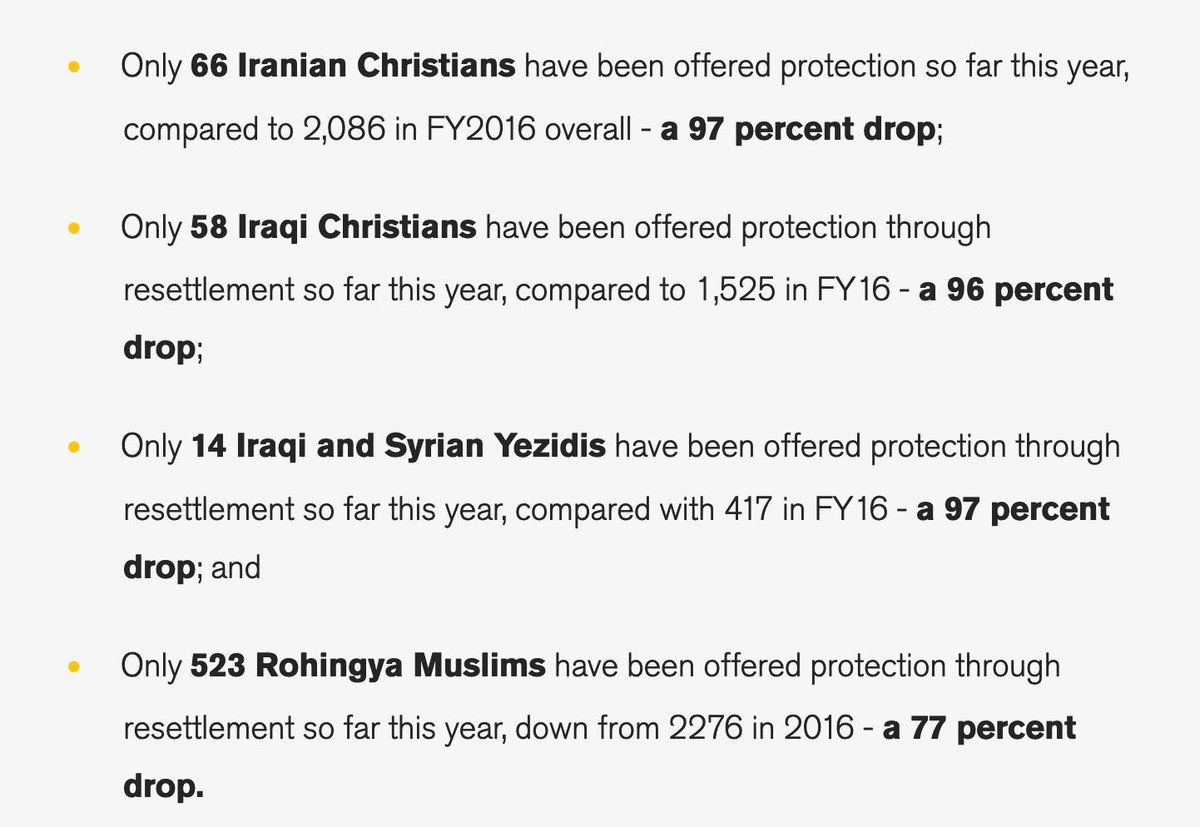 Only 66 Iranian Christians have been offered protection so far this year,
compared to 2,086 in FY2016 overall - a 97 percent drop;
Only 58 Iraqi Christians have been offered protection through
resettlement so far this year, compared to 1,525 in FY16 - a 96 percent
drop;
Only 14 Iraqi and Syrian Yezidis have been offered protection through
resettlement so far this year, compared with 417 in FY16 - a 97 percent
drop; and
Only 523 Rohingya Muslims have been offered protection through
resettlement so far this year, down from 2276 in 2016 - a 77 percent
drop.